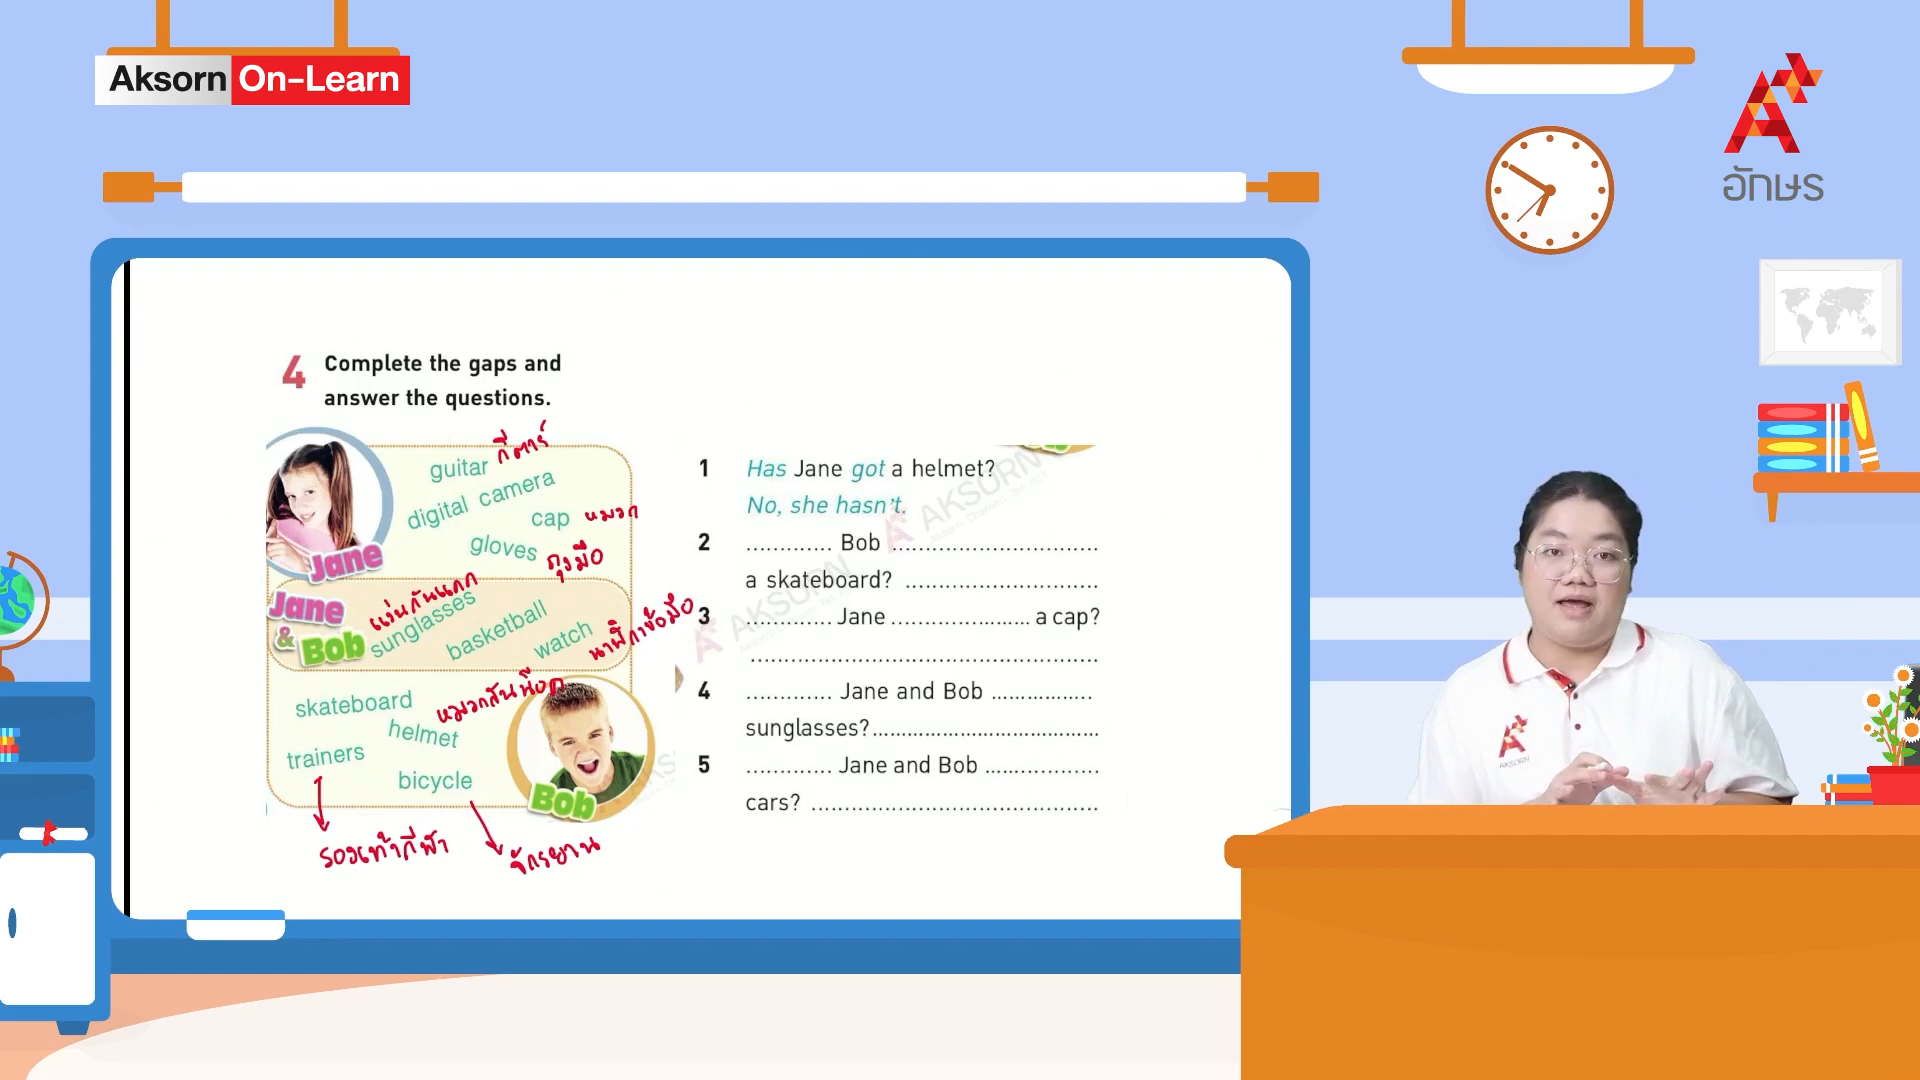 Aksorn On-Learn
อักษร
4 Complete the gaps and
answer the questions.
guitar กีตาร์
digital camera
cap หมวก
gloves ถุงมือ
Jane
Jane
& Bob
แว่นกันแดด
sunglasses
basketball
watch
นาฬิกาข้อมือ
skateboard
หมวกกันน็อค
helmet
trainers
bicycle
Bob
รองเท้ากีฬา
จักรยาน
1 Has Jane got a helmet?
No, she hasn't.
2 ............ Bob ..............................
a skateboard? ............................
3 ............ Jane ..................... a cap?
...................................................
4 ............ Jane and Bob ...............
sunglasses?..................................
5 ............ Jane and Bob .................
cars? ..........................................
AKSORN
AKSORN
AKSORN